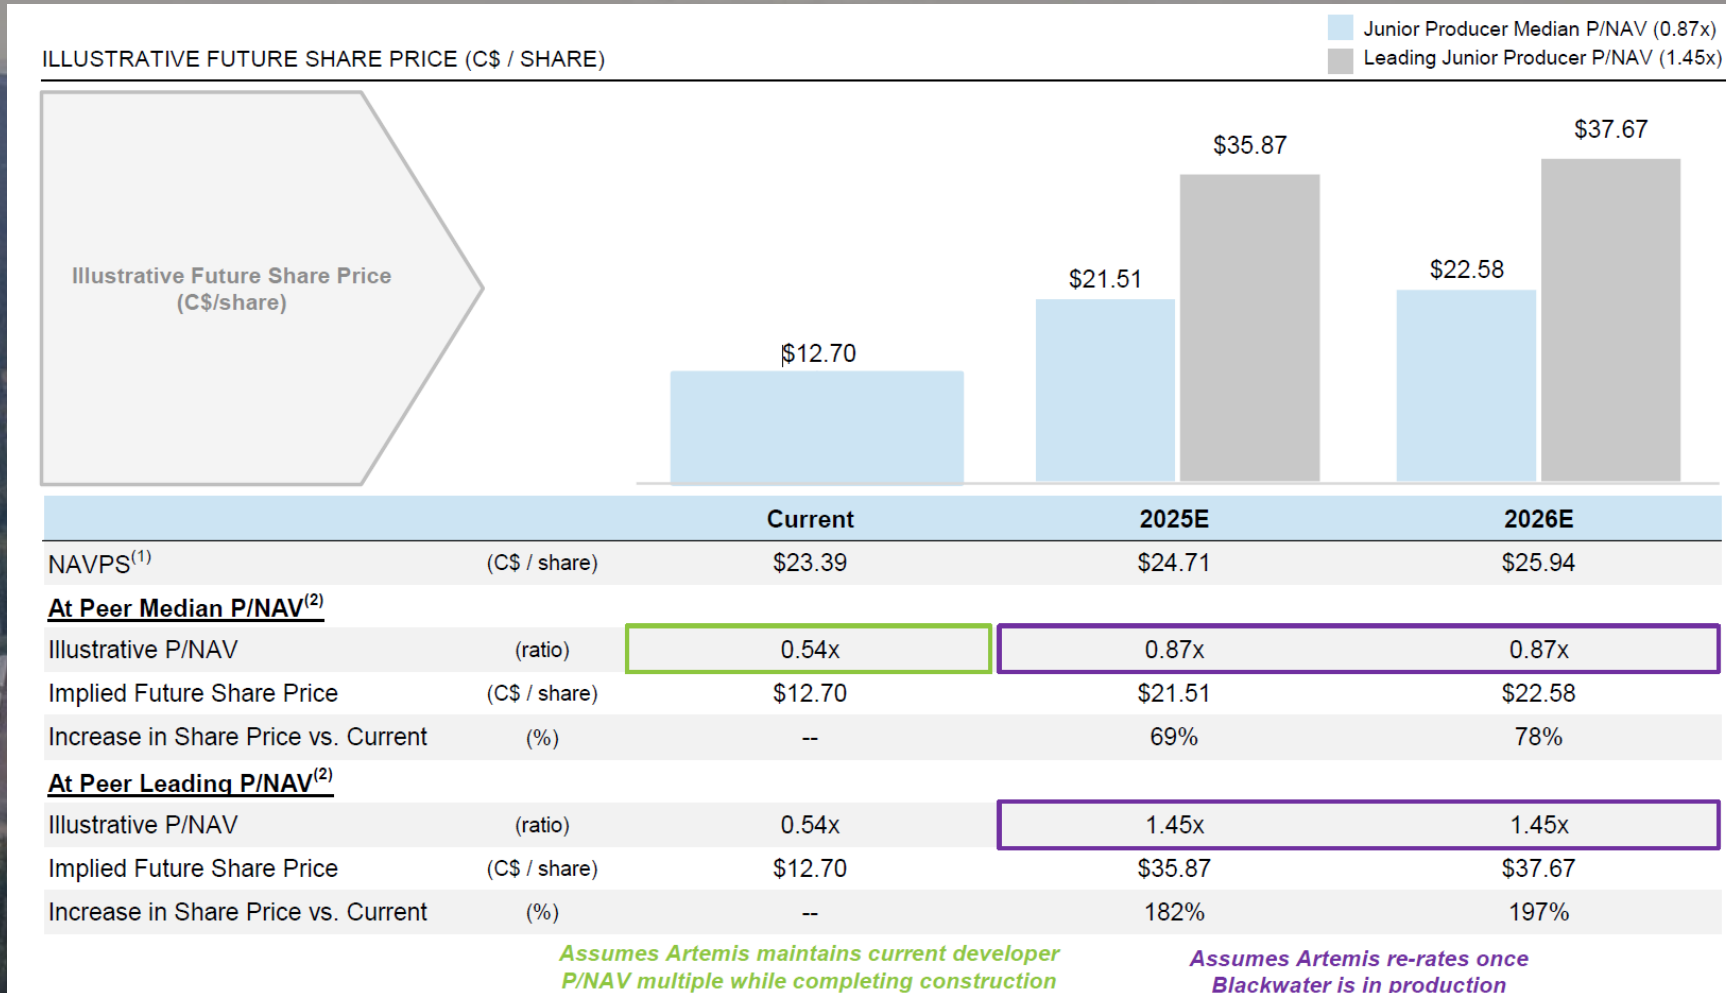 Junior Producer Median P/NAV (0.87x)
ILLUSTRATIVE FUTURE SHARE PRICE (C$ / SHARE)
Leading Junior Producer P/NAV (1.45x)
Illustrative Future Share Price
(C$/share)
$12.70
$21.51
$35.87
$22.58
$37.67
Current 2025E 2026E
NAVPS(1) (C$ / share) $23.39 $24.71 $25.94
At Peer Median P/NAV(2)
Illustrative P/NAV (ratio) 0.54x 0.87x 0.87x
Implied Future Share Price (C$ / share) $12.70 $21.51 $22.58
Increase in Share Price vs. Current (%) -- 69% 78%
At Peer Leading P/NAV(2)
Illustrative P/NAV (ratio) 0.54x 1.45x 1.45x
Implied Future Share Price (C$ / share) $12.70 $35.87 $37.67
Increase in Share Price vs. Current (%) -- 182% 197%
Assumes Artemis maintains current developer
P/NAV multiple while completing construction
Assumes Artemis re-rates once
Blackwater is in production